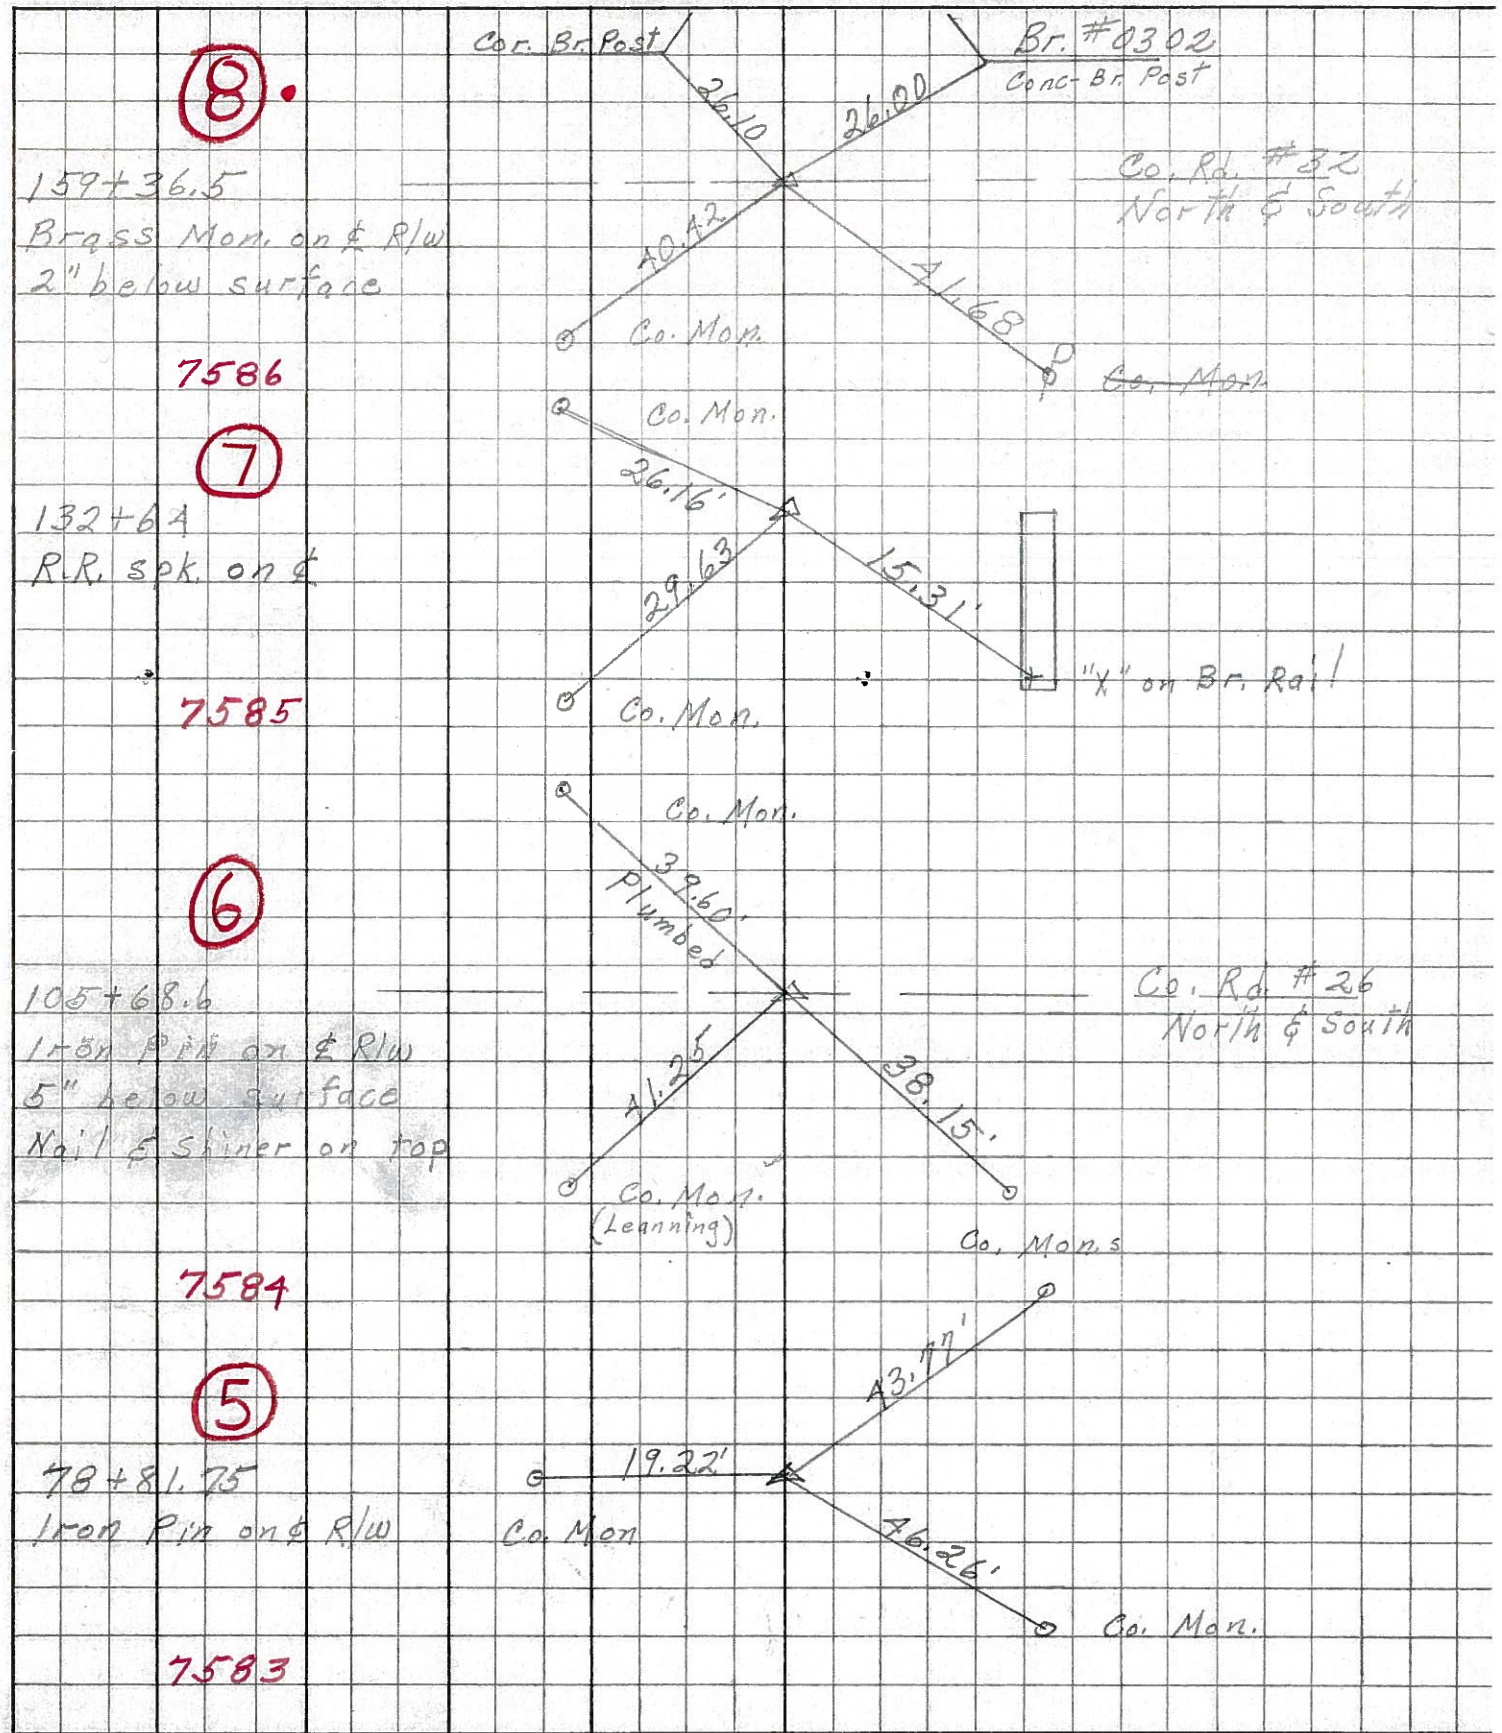 Cor. Br. Post
Br. #0302
Conc-Br. Post
⑧.
26.10
26.00
159+36.5
Brass Mon. on ℄ R/W
2" below surface
Co. Rd. #32
North & South
40.42
41.68
Co. Mon.
Co. Mon.
7586
Co. Mon.
⑦
26.16'
132+64
R.R. spk. on ℄
29.63
15.31'
"X" on Br. Rail
7585
Co. Mon.
Co. Mon.
39.60'
Plumbed
⑥
105+68.6
Iron Pin on ℄ R/W
5" below surface
Nail & Shiner on top
Co. Rd. #26
North & South
41.25
38.15'
Co. Mon.
(Leanning)
Co. Mon.s
7584
43.77'
⑤
19.22'
78+81.75
Iron Pin on ℄ R/W
Co. Mon
46.26'
Co. Mon.
7583